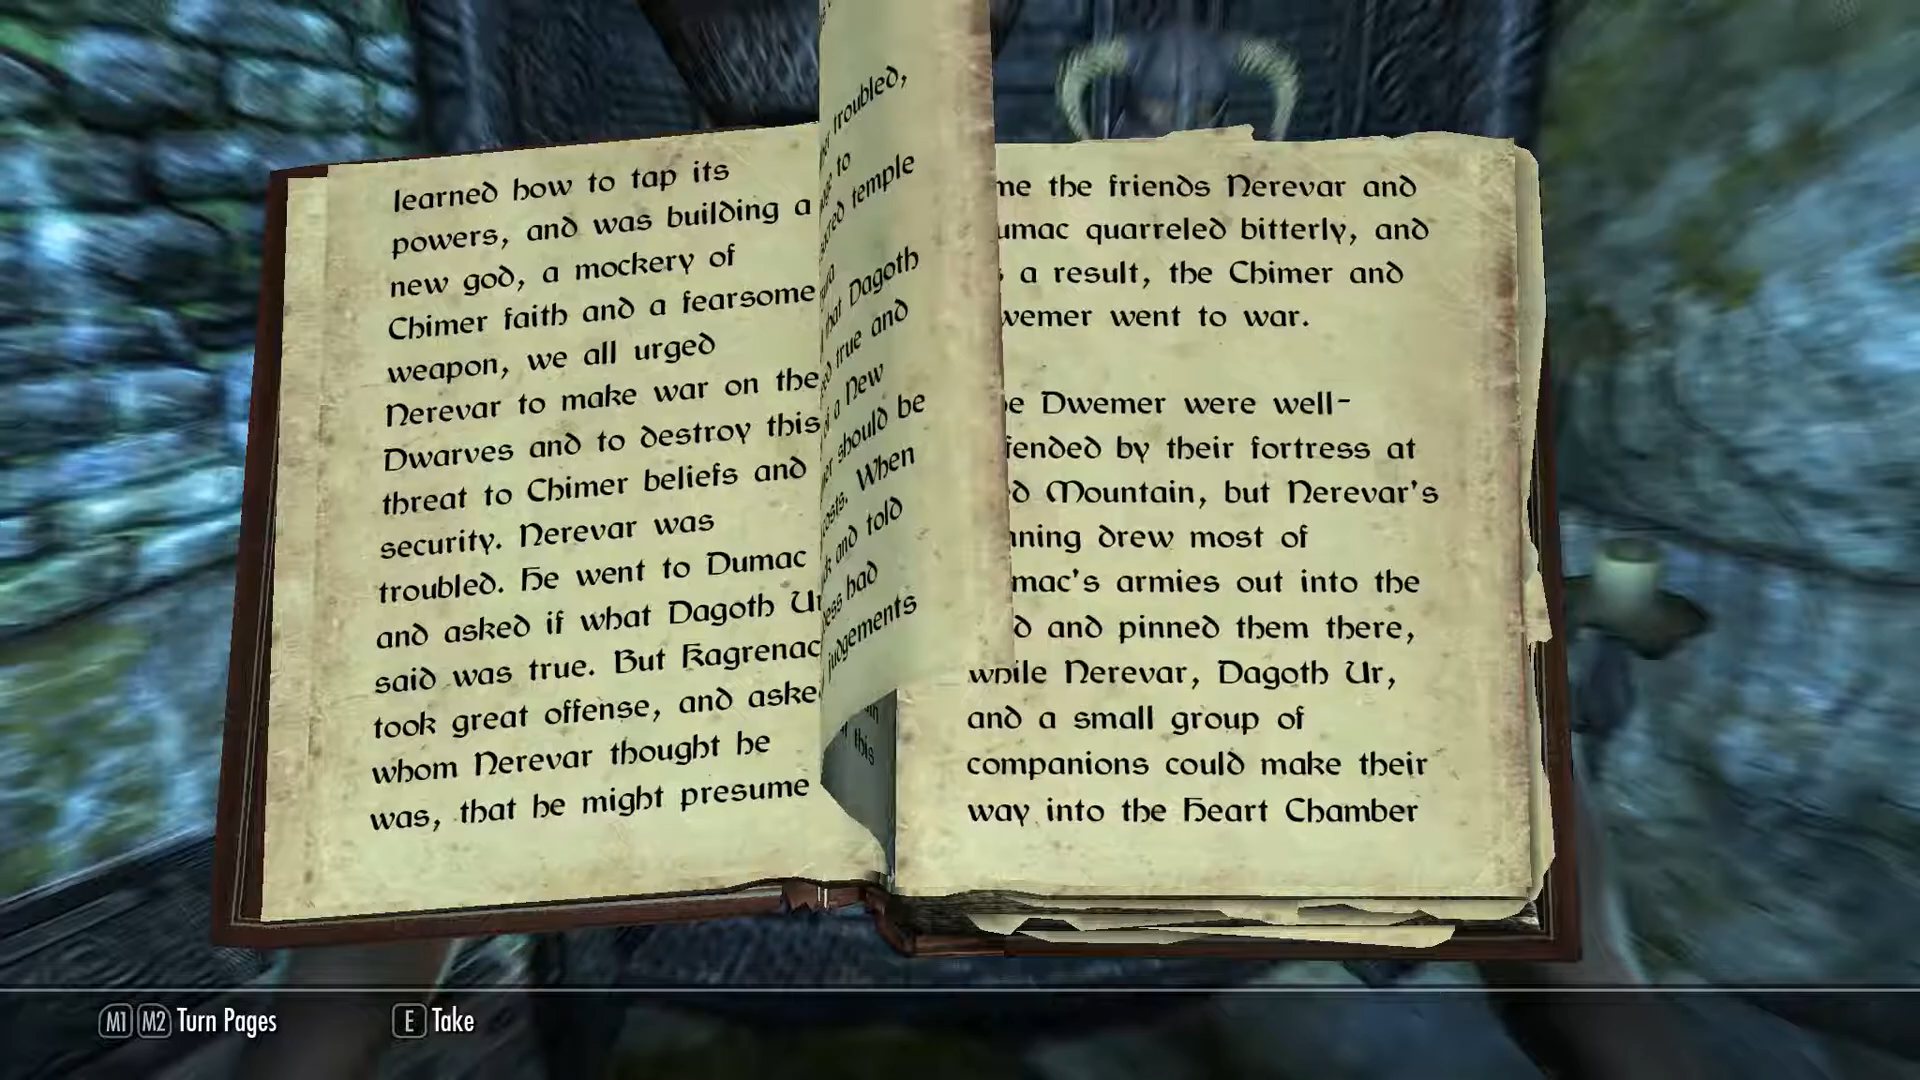 learned how to tap its
powers, and was building a
new god, a mockery of
Chimer faith and a fearsome
weapon, we all urged
Nerevar to make war on the
Dwarves and to destroy this
threat to Chimer beliefs and
security. Nerevar was
troubled. He went to Dumac
and asked if what Dagoth Ur
said was true. But Kagrenac
took great offense, and aske
whom Nerevar thought he
was, that he might presume
troubled,
to
temple
that Dagoth
true and
a New
should be
When
and told
had
judgements
this
me the friends Nerevar and
umac quarreled bitterly, and
a result, the Chimer and
wemer went to war.
e Dwemer were well-
fended by their fortress at
d Mountain, but Nerevar's
nning drew most of
mac's armies out into the
d and pinned them there,
while Nerevar, Dagoth Ur,
and a small group of
companions could make their
way into the Heart Chamber
M1 M2 Turn Pages
E Take